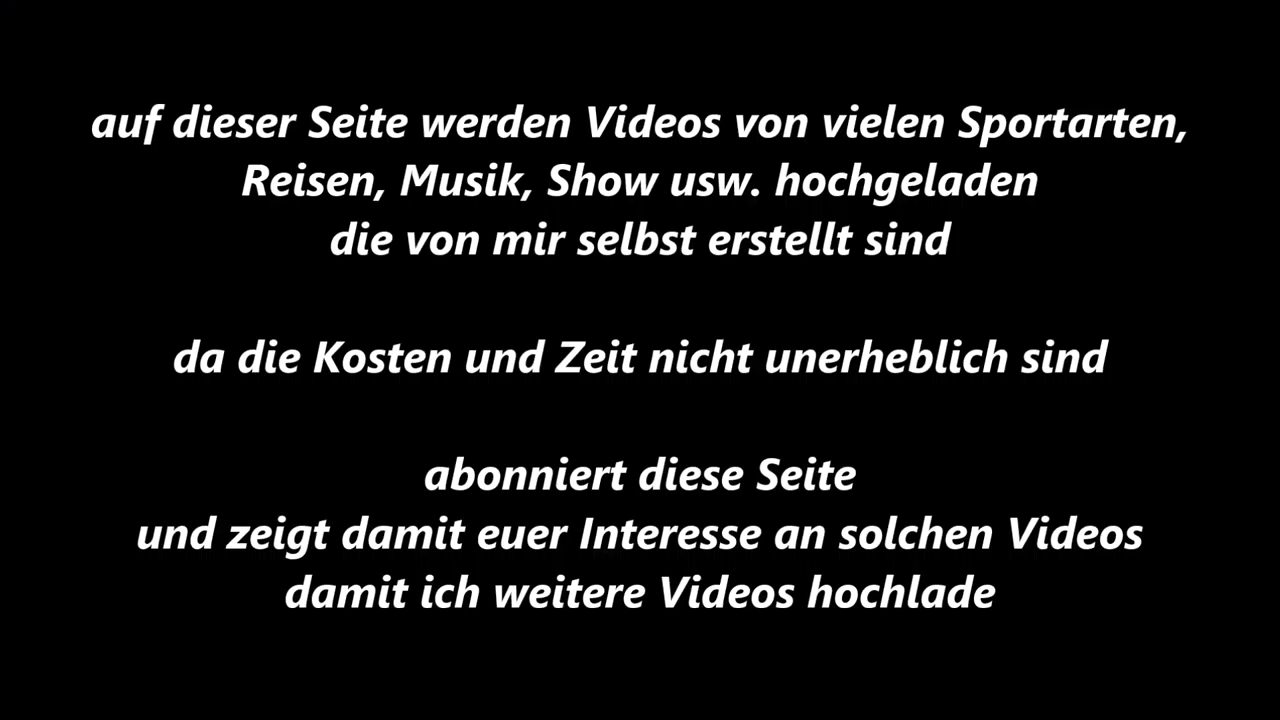 auf dieser Seite werden Videos von vielen Sportarten,
Reisen, Musik, Show usw. hochgeladen
die von mir selbst erstellt sind
da die Kosten und Zeit nicht unerheblich sind
abonniert diese Seite
und zeigt damit euer Interesse an solchen Videos
damit ich weitere Videos hochlade